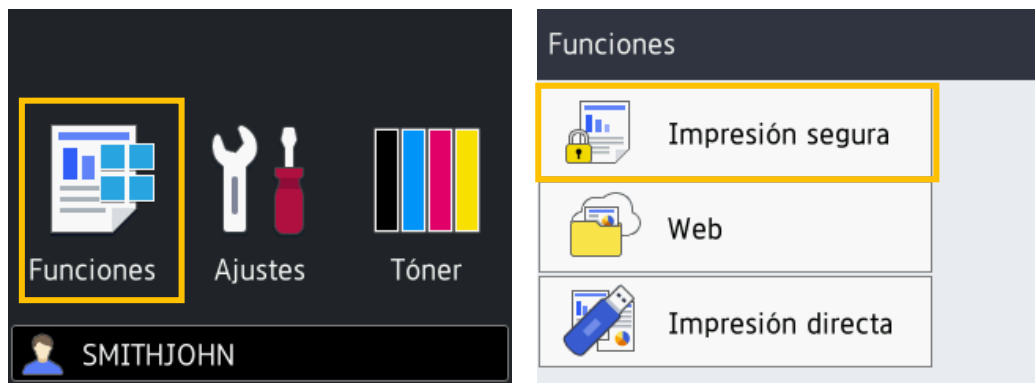 Funciones
Ajustes
Tóner
SMITHJOHN
Funciones
Impresión segura
Web
Impresión directa